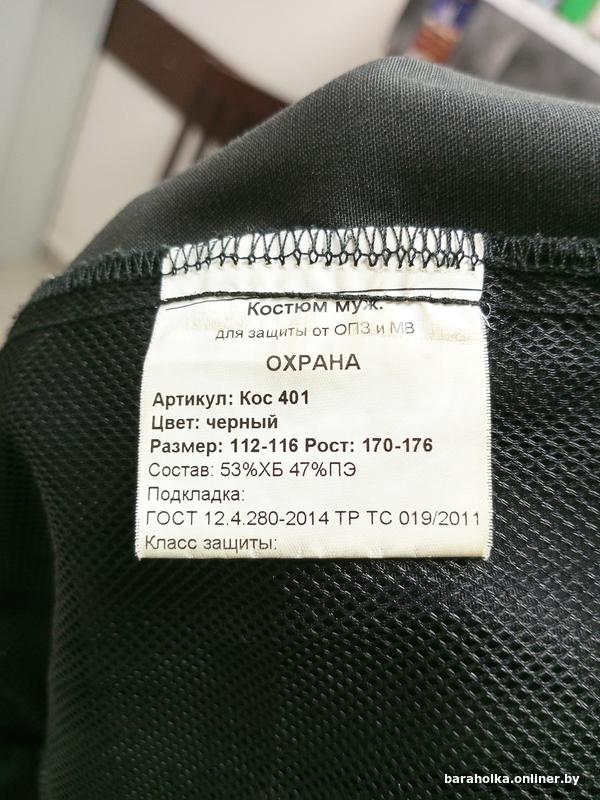 Костюм муж.
для защиты от ОПЗ и МВ
ОХРАНА
Артикул: Кос 401
Цвет: черный
Размер: 112-116 Рост: 170-176
Состав: 53%ХБ 47%ПЭ
Подкладка:
ГОСТ 12.4.280-2014 ТР ТС 019/2011
Класс защиты:
baraholka.onliner.by